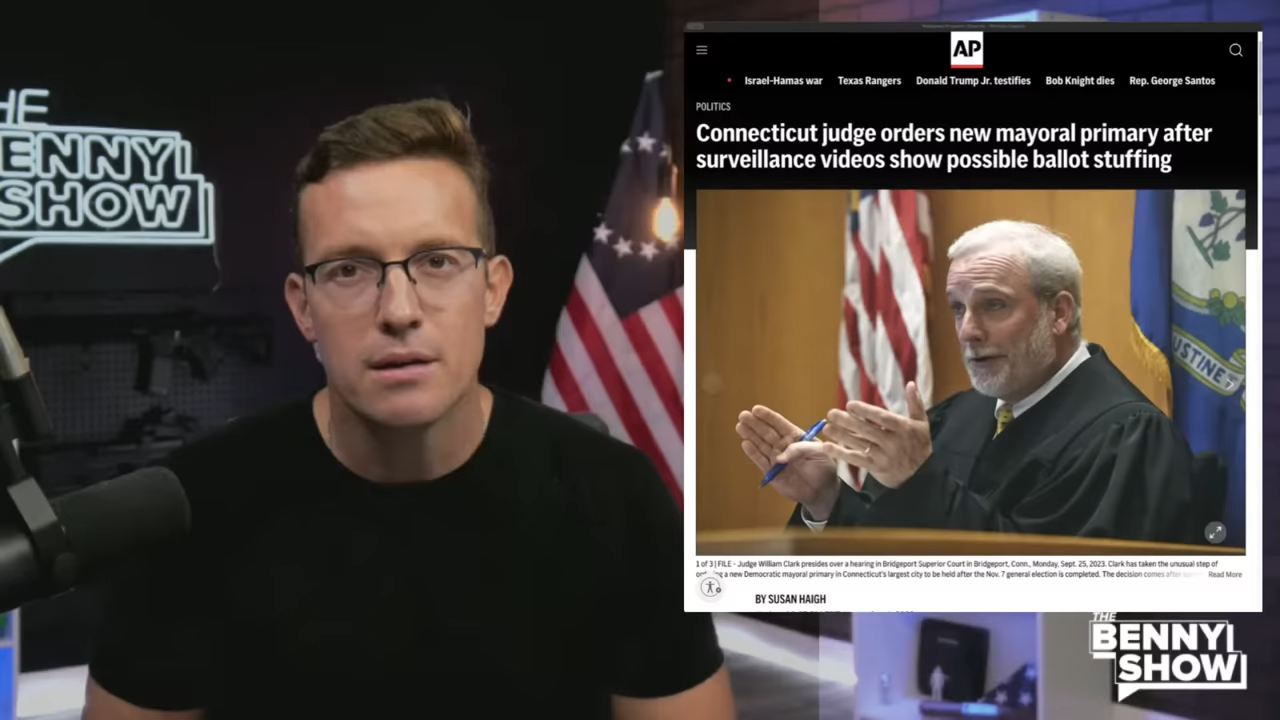 THE
ENNY
SHOW
AP
Israel-Hamas war Texas Rangers Donald Trump Jr. testifies Bob Knight dies Rep. George Santos
POLITICS
Connecticut judge orders new mayoral primary after
surveillance videos show possible ballot stuffing
USTINE
1 of 3 | FILE - Judge William Clark presides over a hearing in Bridgeport Superior Court in Bridgeport, Conn., Monday, Sept. 25, 2023. Clark has taken the unusual step of
a new Democratic mayoral primary in Connecticut's largest city to be held after the Nov. 7 general election is completed. The decision comes after Read More
BY SUSAN HAIGH
THE
BENNY
SHOW